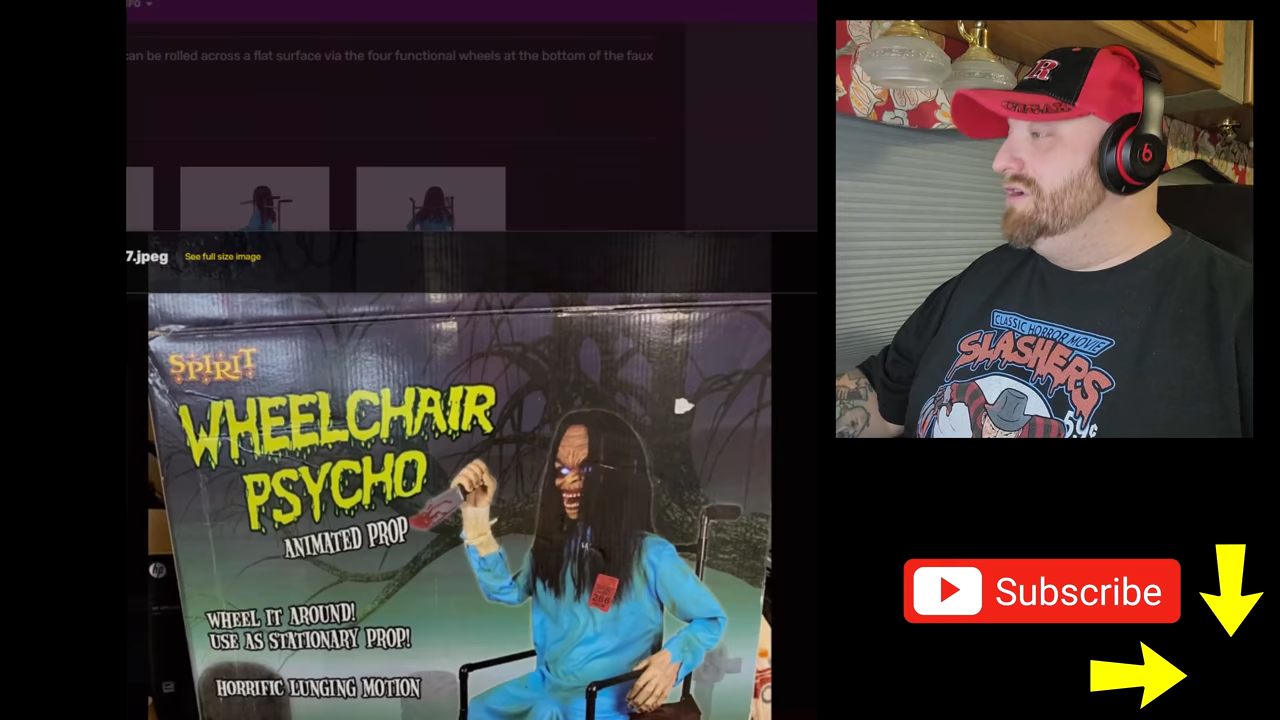 can be rolled across a flat surface via the four functional wheels at the bottom of the faux
7.jpeg
See full size image
SPIRIT
WHEELCHAIR
PSYCHO
ANIMATED PROP
WHEEL IT AROUND!
USE AS STATIONARY PROP!
HORRIFIC LUNGING MOTION
hp
R
CLASSIC HORROR MOVIE
SLASHERS
Subscribe